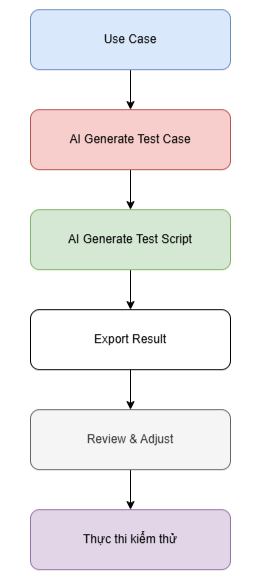 Use Case
AI Generate Test Case
AI Generate Test Script
Export Result
Review & Adjust
Thực thi kiểm thử